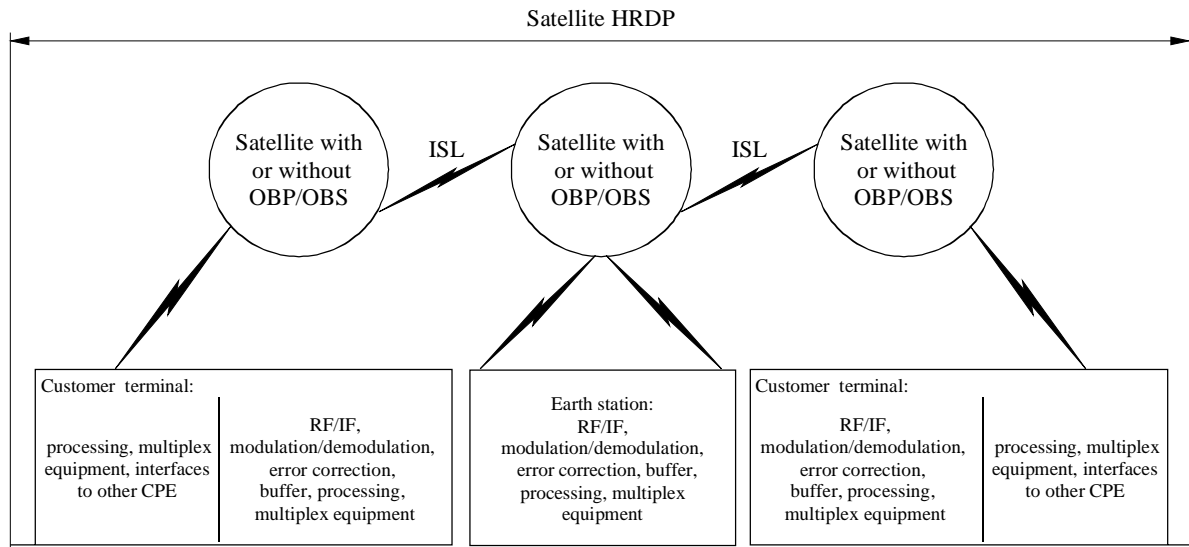 Satellite HRDP
Satellite with
or without
OBP/OBS
ISL
Satellite with
or without
OBP/OBS
ISL
Satellite with
or without
OBP/OBS
Customer terminal:
processing, multiplex
equipment, interfaces
to other CPE
RF/IF,
modulation/demodulation,
error correction,
buffer, processing,
multiplex equipment
Earth station:
RF/IF,
modulation/demodulation,
error correction, buffer,
processing, multiplex
equipment
Customer terminal:
RF/IF,
modulation/demodulation,
error correction,
buffer, processing,
multiplex equipment
processing, multiplex
equipment, interfaces
to other CPE